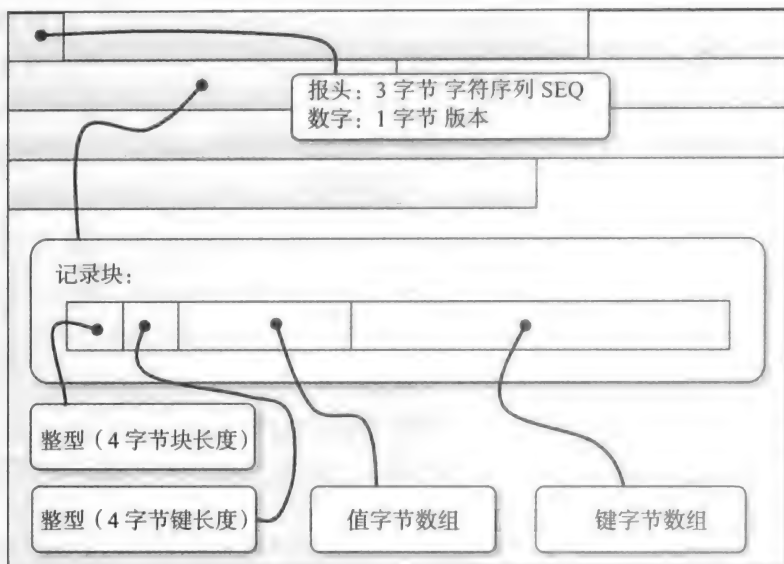 报头：3 字节 字符序列 SEQ
数字：1 字节 版本
记录块：
整型（4 字节块长度）
整型（4 字节键长度）
值字节数组
键字节数组